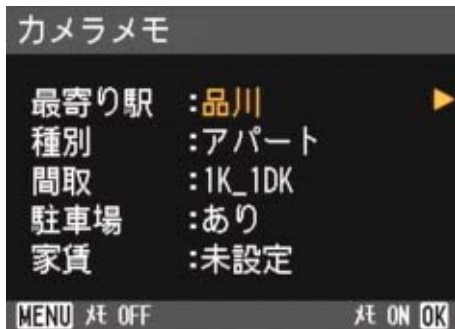 カメラメモ
最寄り駅 :品川
種別 :アパート
間取 :1K_1DK
駐車場 :あり
家賃 :未設定
MENU メモ OFF メモ ON OK